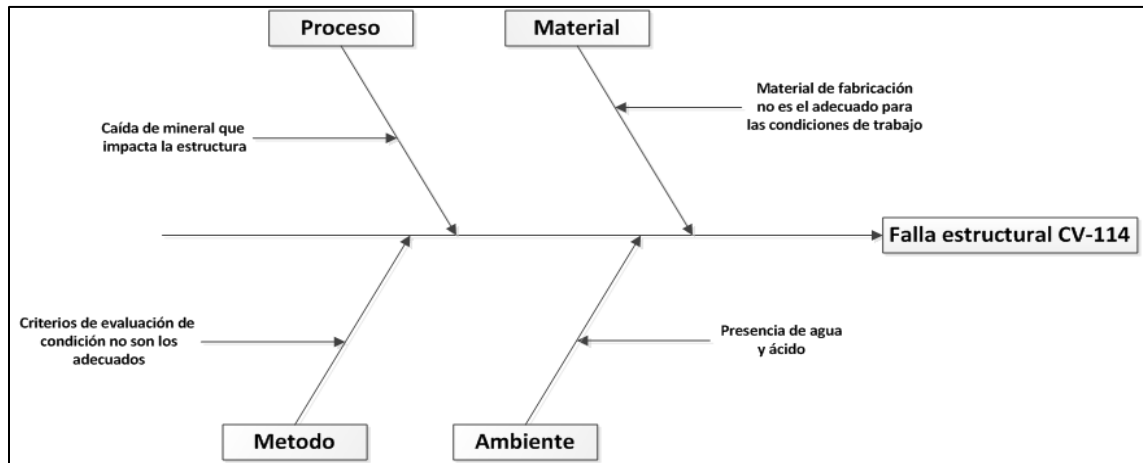 Proceso
Material
Material de fabricación
no es el adecuado para
las condiciones de trabajo
Caída de mineral que
impacta la estructura
Falla estructural CV-114
Criterios de evaluación de
condición no son los
adecuados
Presencia de agua
y ácido
Metodo
Ambiente